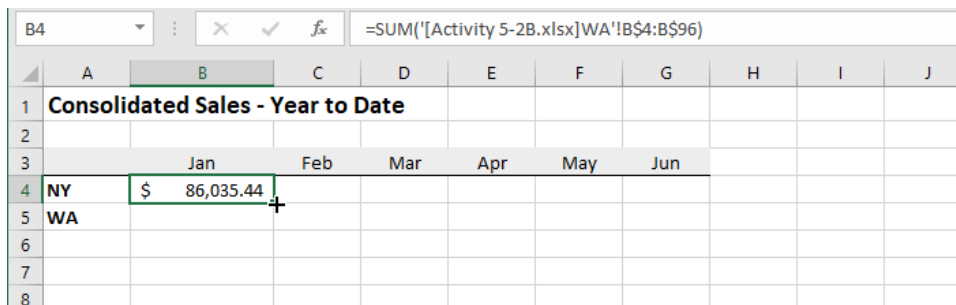 B4 fx =SUM('[Activity 5-2B.xlsx]WA'!B$4:B$96)
A B C D E F G H I J
1 Consolidated Sales - Year to Date
2
3 Jan Feb Mar Apr May Jun
4 NY $ 86,035.44
5 WA
6
7
8